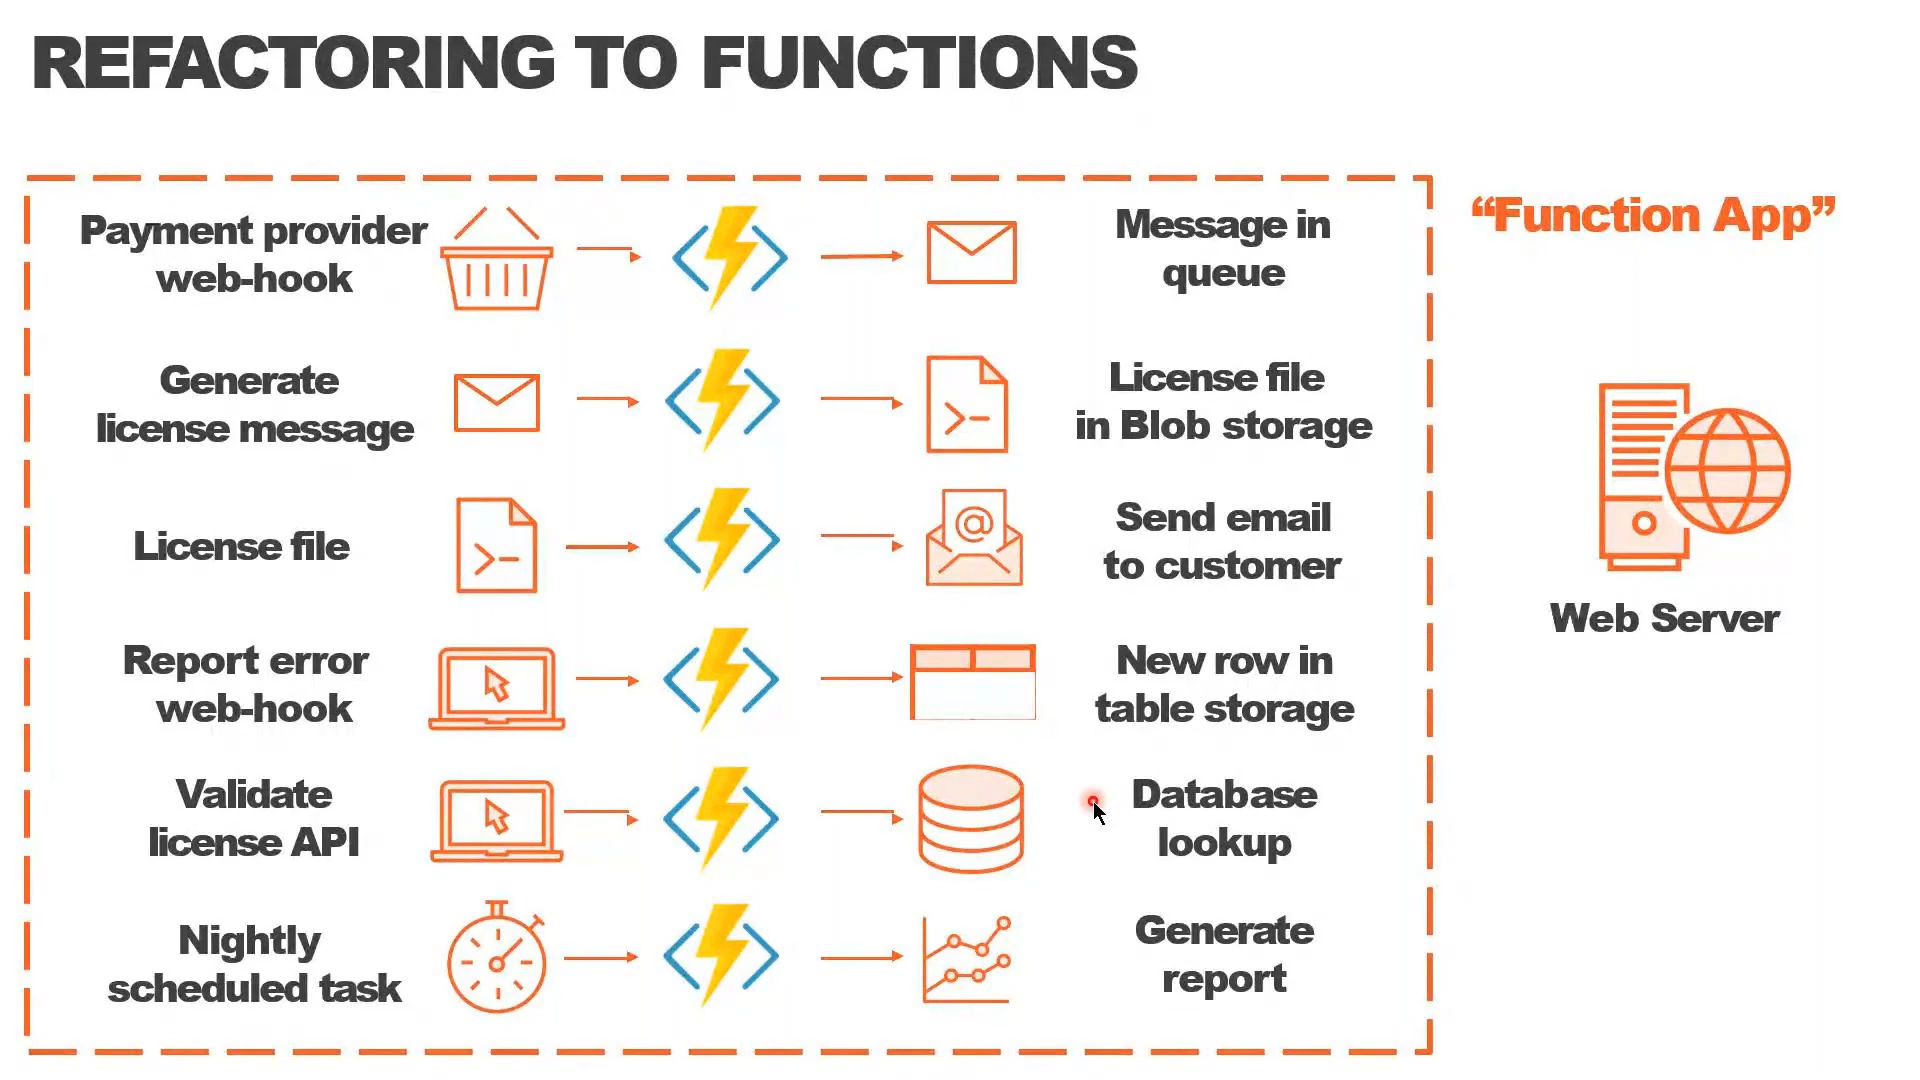 REFACTORING TO FUNCTIONS
“Function App”
Payment provider
web-hook
Message in
queue
Generate
license message
License file
in Blob storage
License file
Send email
to customer
Report error
web-hook
New row in
table storage
Validate
license API
Database
lookup
Nightly
scheduled task
Generate
report
Web Server